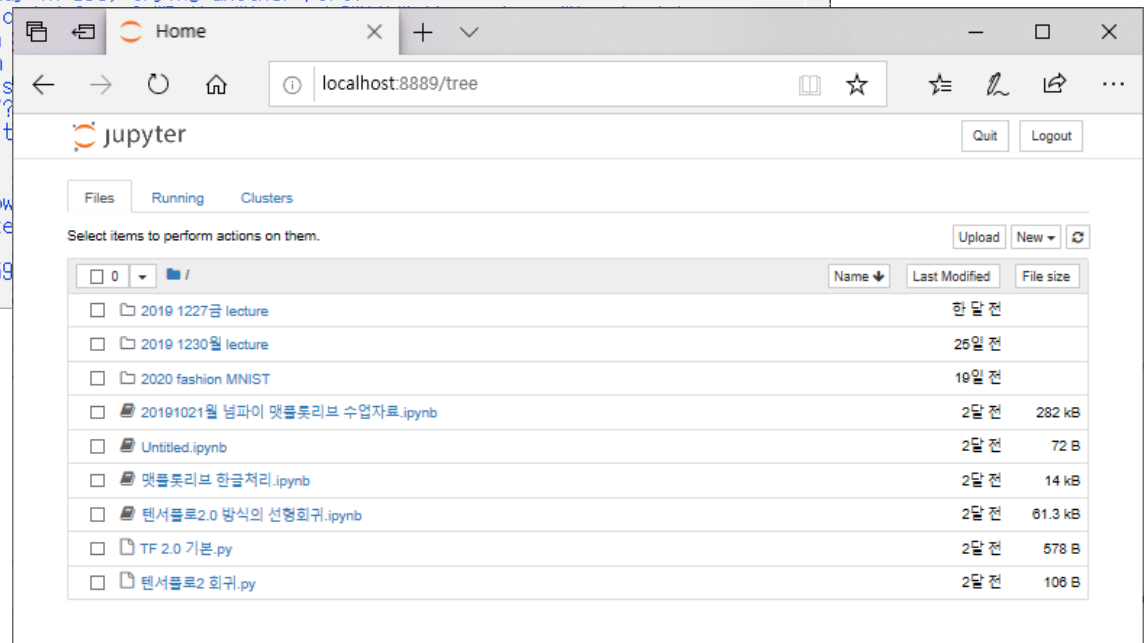 Home
localhost:8889/tree
jupyter
Quit Logout
Files Running Clusters
Select items to perform actions on them.
Upload New
0 / Name Last Modified File size
2019 1227금 lecture 한 달 전
2019 1230월 lecture 25일 전
2020 fashion MNIST 19일 전
20191021월 넘파이 맷플롯리브 수업자료.ipynb 2달 전 282 kB
Untitled.ipynb 2달 전 72 B
맷플롯리브 한글처리.ipynb 2달 전 14 kB
텐서플로2.0 방식의 선형회귀.ipynb 2달 전 61.3 kB
TF 2.0 기본.py 2달 전 578 B
텐서플로2 회귀.py 2달 전 106 B